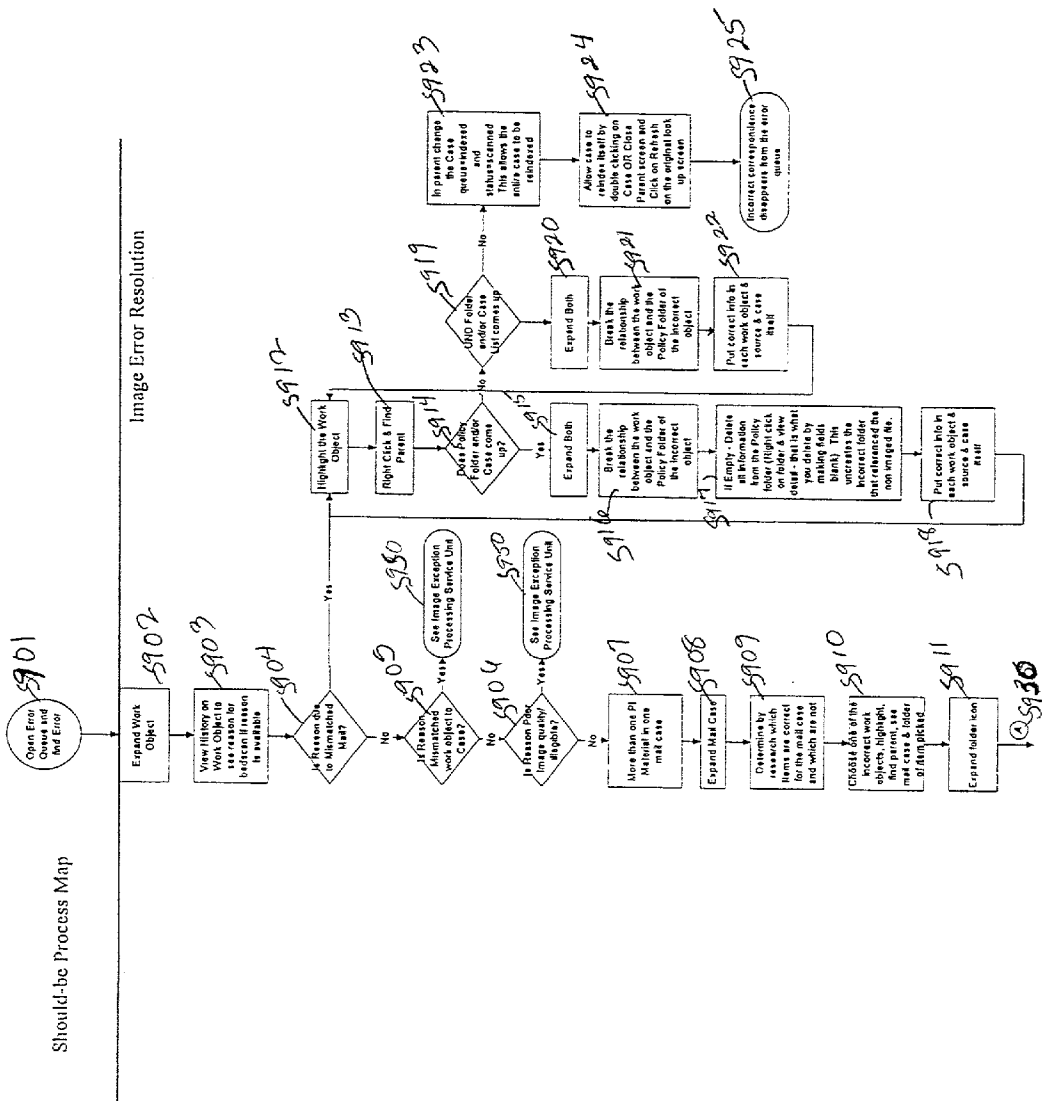 Should-be Process Map
Image Error Resolution
Open Error
Queue and
find Error
S901
Expand Work
Object
S902
View History on
Work Object to
see reason for
badscan if reason
is available
S903
Is Reason due
to Mismatched
Mail?
S904
Yes
No
Is Reason
Mismatched
work object to
Case?
S905
Yes
See Image Exception
Processing Service Unit
No
Is Reason Poor
Image quality/
illegible?
S906
Yes
See Image Exception
Processing Service Unit
S950
No
More than one PI
Material in one
mail case
S907
Expand Mail Case
S908
Determine by
research which
items are correct
for the mail case
and which are not
S909
Choose one of the
incorrect work
objects, highlight,
find parent, see
mail case & folder
of item picked
S910
Expand folder icon
S911
A
S930
Highlight the Work
Object
S912
Right Click & Find
Parent
S913
Does Policy
Folder and/or
Case come
up?
S914
No
Yes
S915
Expand Both
Break the
relationship
between the work
object and the
Policy Folder of
the Incorrect
object
S916
If Empty - Delete
all information
from the Policy
folder (Right click
on folder & view
detail - that is what
you delete by
making fields
blank) This
uncreates the
Incorrect folder
that referenced the
non imaged file.
S917
Put correct info in
each work object &
source & case
itself
S918
UND Folder
and/or Case
List comes up
S919
No
Expand Both
S920
Break the
relationship
between the work
object and the
Policy Folder of
the Incorrect
object
S921
Put correct info in
each work object &
source & case
itself
S922
In parent change
the Case
queue=indexed
and
status=scanned
This allows the
entire case to be
reindexed
S923
Allow case to
reindex itself by
double clicking on
Case OR Close
Parent screen and
Click on Refresh
on the original look
up screen
S924
Incorrect correspondence
disappears from the error
queue
S925